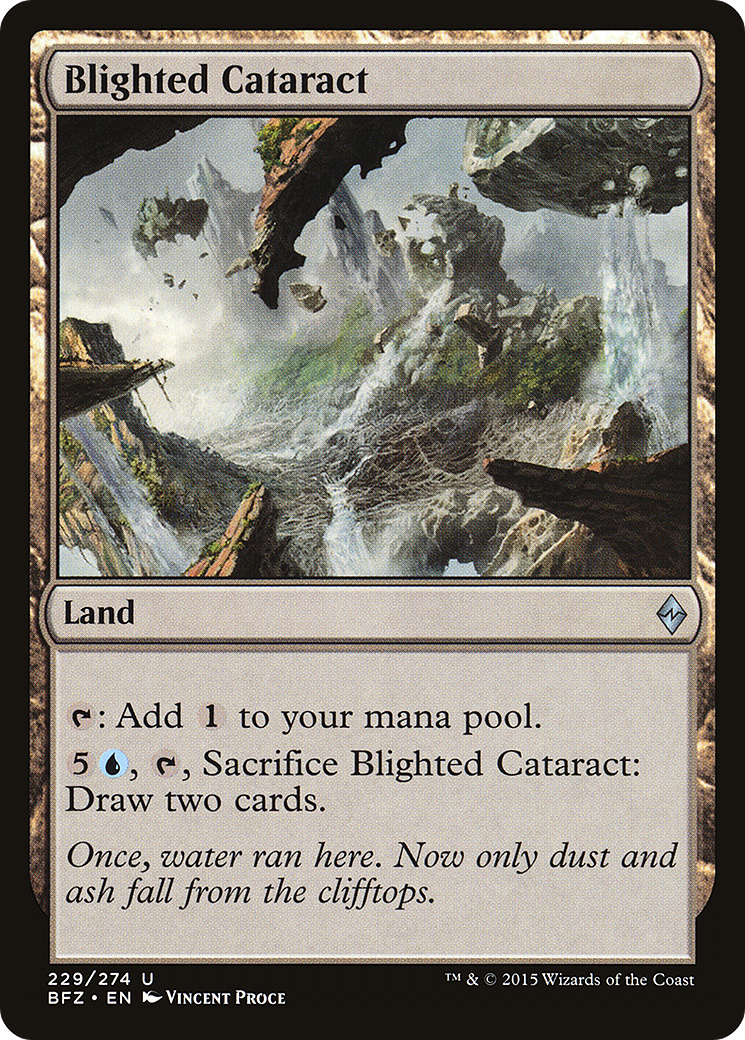 Blighted Cataract
Land
: Add 1 to your mana pool.
5 , , Sacrifice Blighted Cataract:
Draw two cards.
Once, water ran here. Now only dust and
ash fall from the clifftops.
229/274 U
BFZ • EN Vincent Proce
™ & © 2015 Wizards of the Coast